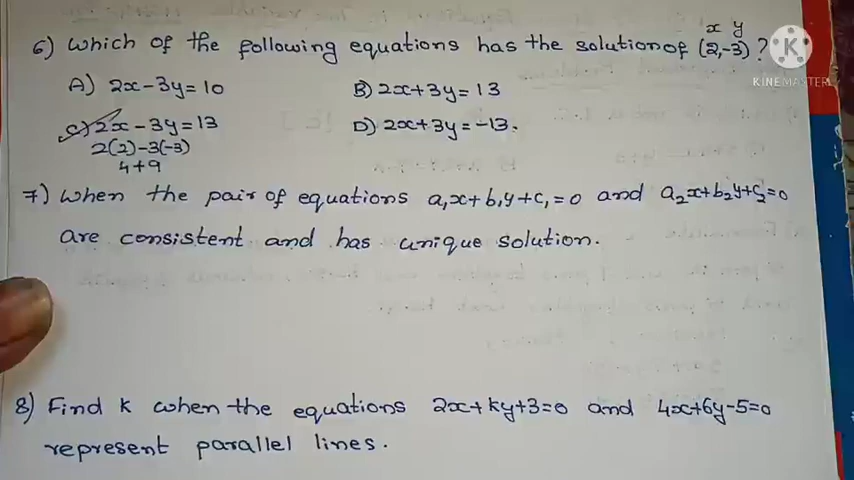 x y
6) Which of the following equations has the solution of (2,-3)?
K
KINEMASTER
A) 2x-3y=10 B) 2x+3y=13
C) 2x-3y=13 D) 2x+3y=-13.
2(2)-3(-3)
4+9
7) When the pair of equations a₁x+b₁y+c₁=0 and a₂x+b₂y+c₂=0
are consistent and has unique solution.
8) Find k when the equations 2x+ky+3=0 and 4x+6y-5=0
represent parallel lines.